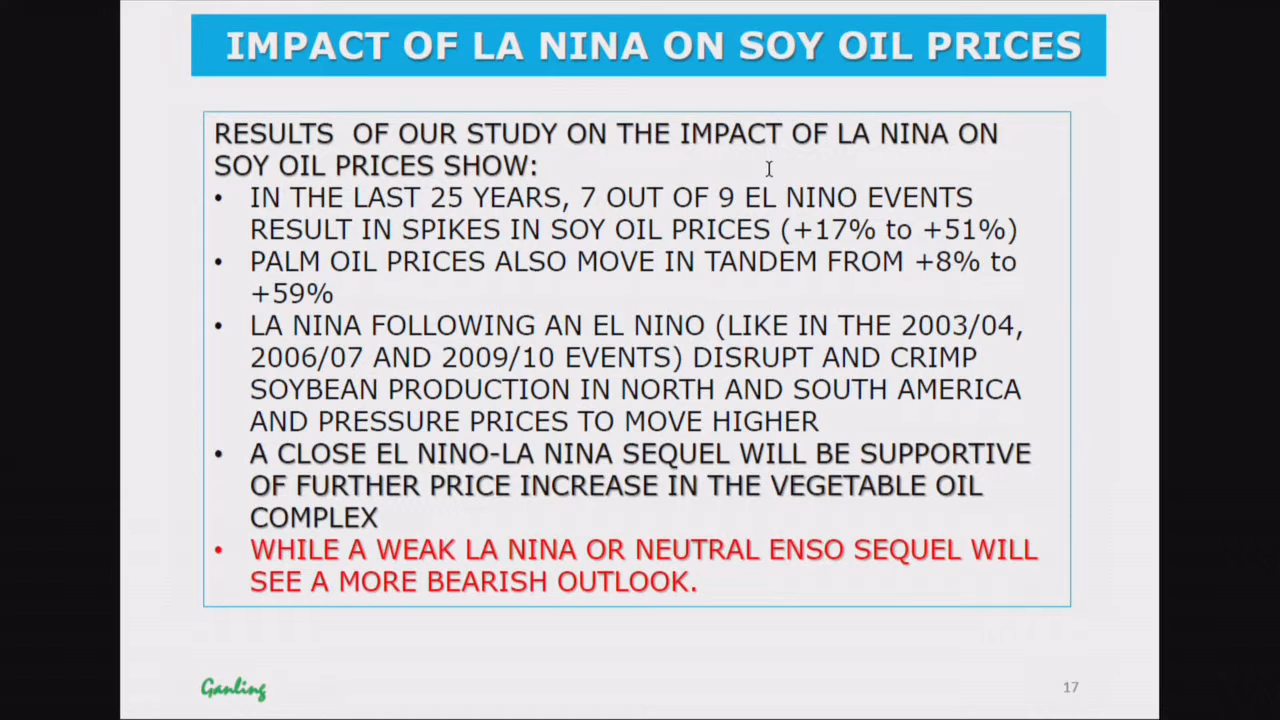 IMPACT OF LA NINA ON SOY OIL PRICES
RESULTS OF OUR STUDY ON THE IMPACT OF LA NINA ON
SOY OIL PRICES SHOW:
• IN THE LAST 25 YEARS, 7 OUT OF 9 EL NINO EVENTS
RESULT IN SPIKES IN SOY OIL PRICES (+17% to +51%)
• PALM OIL PRICES ALSO MOVE IN TANDEM FROM +8% to
+59%
• LA NINA FOLLOWING AN EL NINO (LIKE IN THE 2003/04,
2006/07 AND 2009/10 EVENTS) DISRUPT AND CRIMP
SOYBEAN PRODUCTION IN NORTH AND SOUTH AMERICA
AND PRESSURE PRICES TO MOVE HIGHER
• A CLOSE EL NINO-LA NINA SEQUEL WILL BE SUPPORTIVE
OF FURTHER PRICE INCREASE IN THE VEGETABLE OIL
COMPLEX
• WHILE A WEAK LA NINA OR NEUTRAL ENSO SEQUEL WILL
SEE A MORE BEARISH OUTLOOK.
Ganling
17